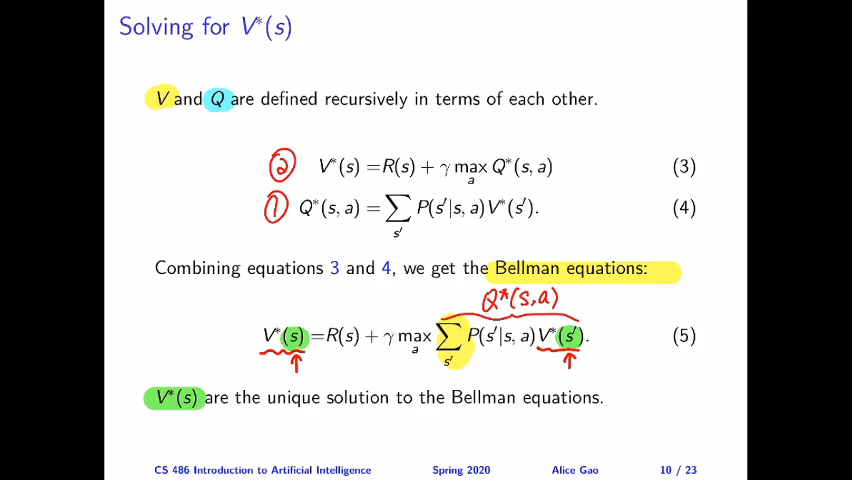 Solving for V*(s)
V and Q are defined recursively in terms of each other.
② V*(s) =R(s) + γ max Q*(s, a) (3)
a
① Q*(s, a) = ∑ P(s′|s, a)V*(s′). (4)
s′
Combining equations 3 and 4, we get the Bellman equations:
Q*(s,a)
V*(s) =R(s) + γ max ∑ P(s′|s, a)V*(s′). (5)
a s′
V*(s) are the unique solution to the Bellman equations.
CS 486 Introduction to Artificial Intelligence Spring 2020 Alice Gao 10 / 23